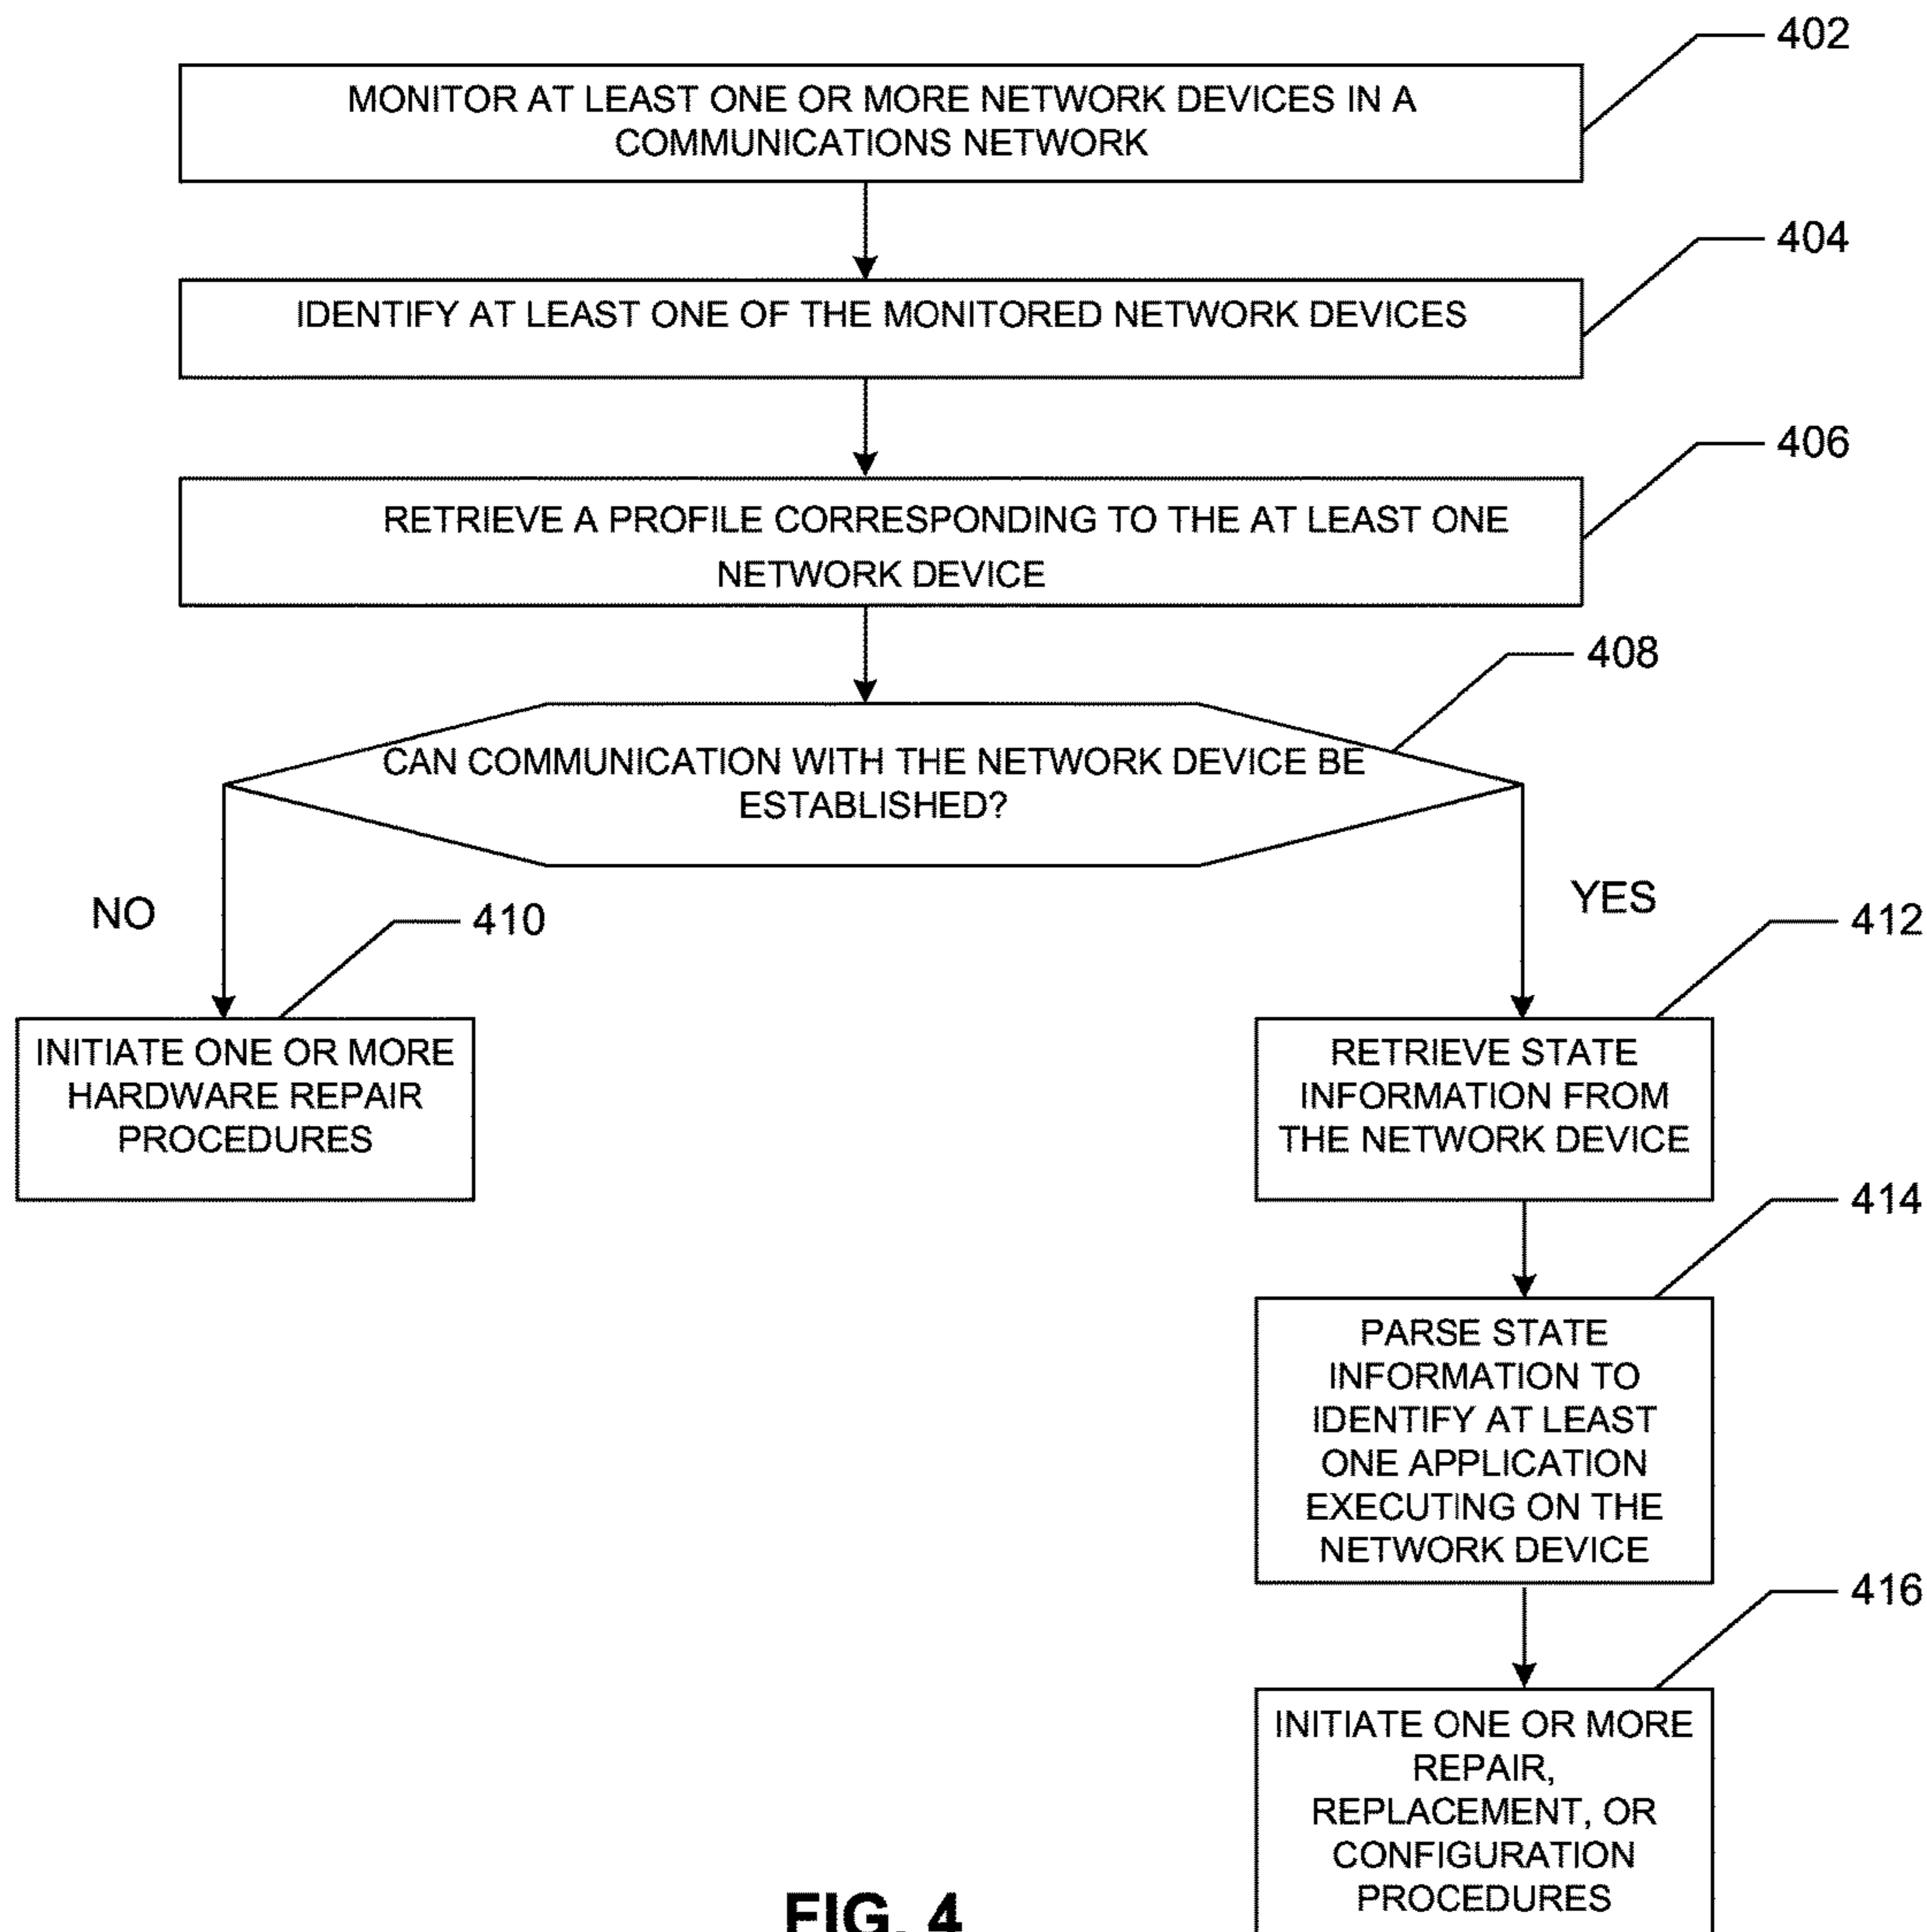 402
MONITOR AT LEAST ONE OR MORE NETWORK DEVICES IN A
COMMUNICATIONS NETWORK
404
IDENTIFY AT LEAST ONE OF THE MONITORED NETWORK DEVICES
406
RETRIEVE A PROFILE CORRESPONDING TO THE AT LEAST ONE
NETWORK DEVICE
408
CAN COMMUNICATION WITH THE NETWORK DEVICE BE
ESTABLISHED?
NO
YES
410
412
INITIATE ONE OR MORE
HARDWARE REPAIR
PROCEDURES
RETRIEVE STATE
INFORMATION FROM
THE NETWORK DEVICE
414
PARSE STATE
INFORMATION TO
IDENTIFY AT LEAST
ONE APPLICATION
EXECUTING ON THE
NETWORK DEVICE
416
INITIATE ONE OR MORE
REPAIR,
REPLACEMENT, OR
CONFIGURATION
PROCEDURES
FIG. 4